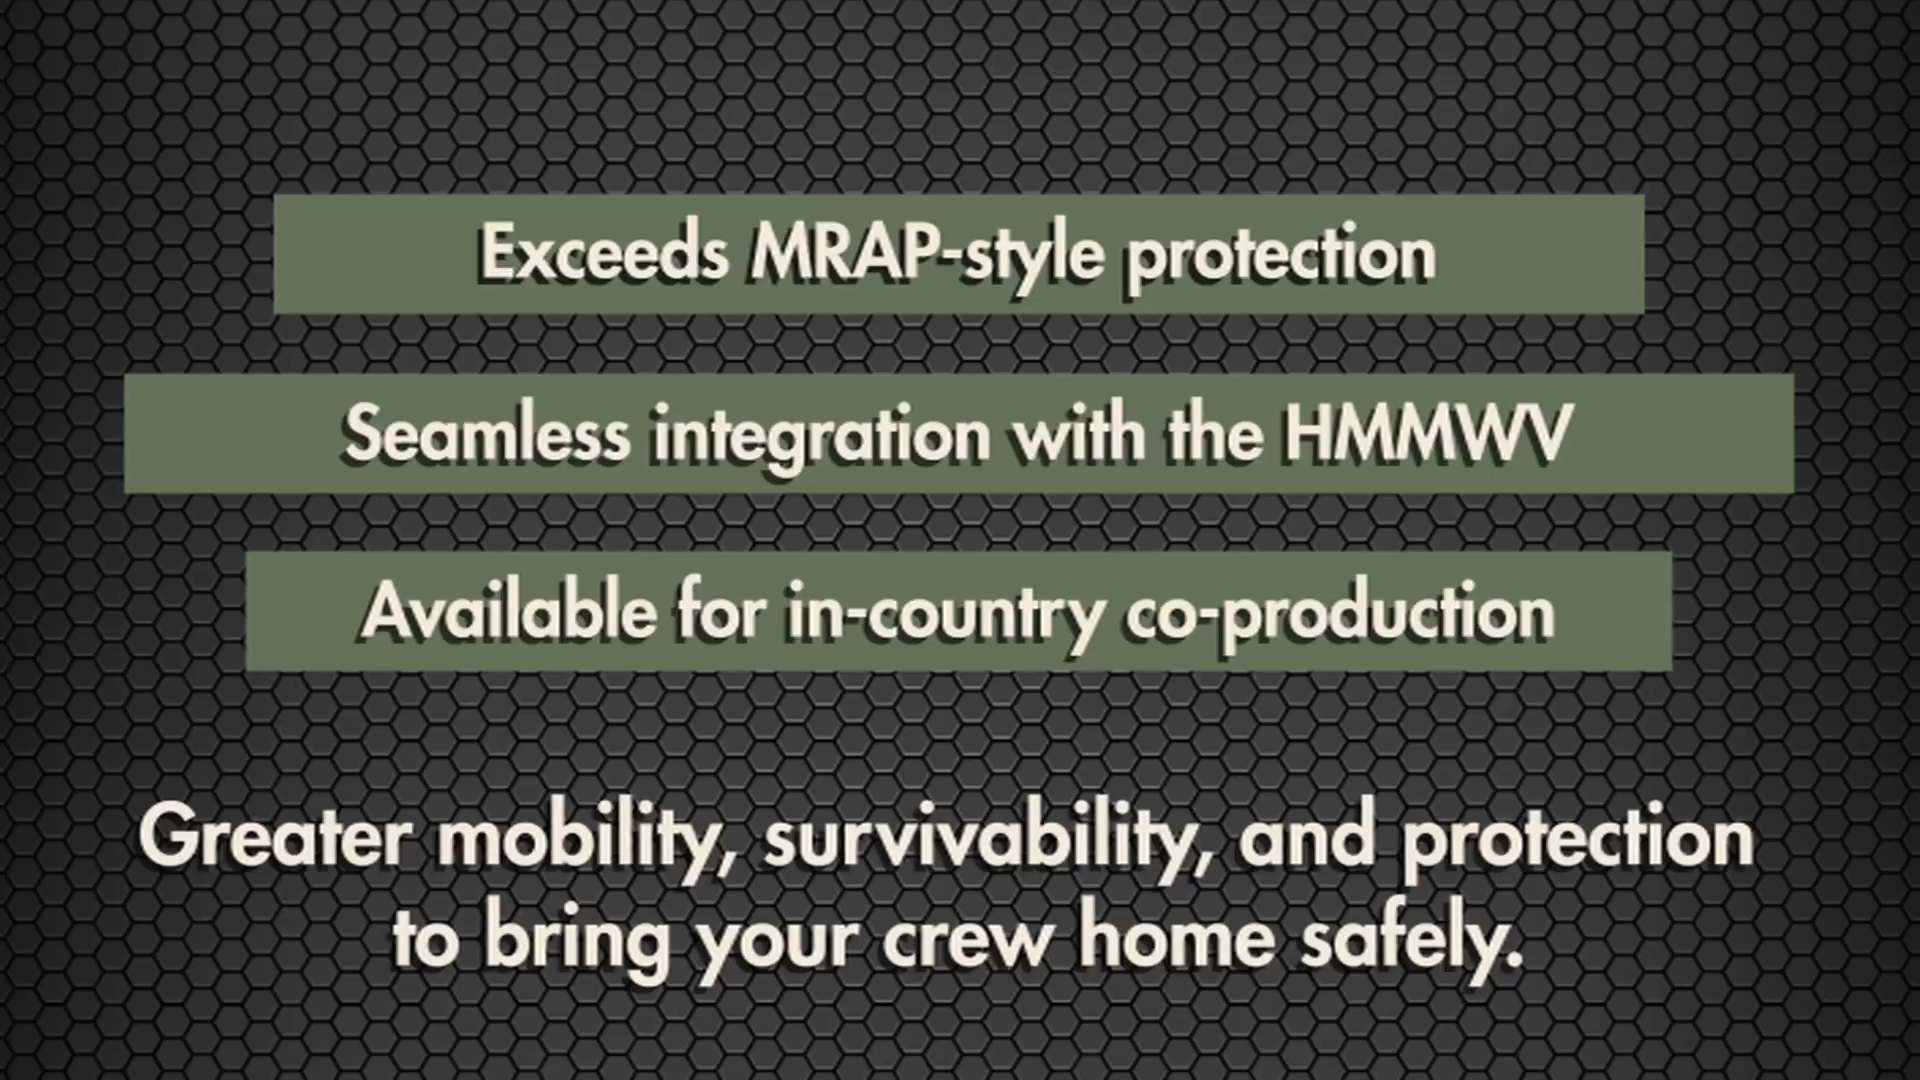 Exceeds MRAP-style protection
Seamless integration with the HMMWV
Available for in-country co-production
Greater mobility, survivability, and protection
to bring your crew home safely.